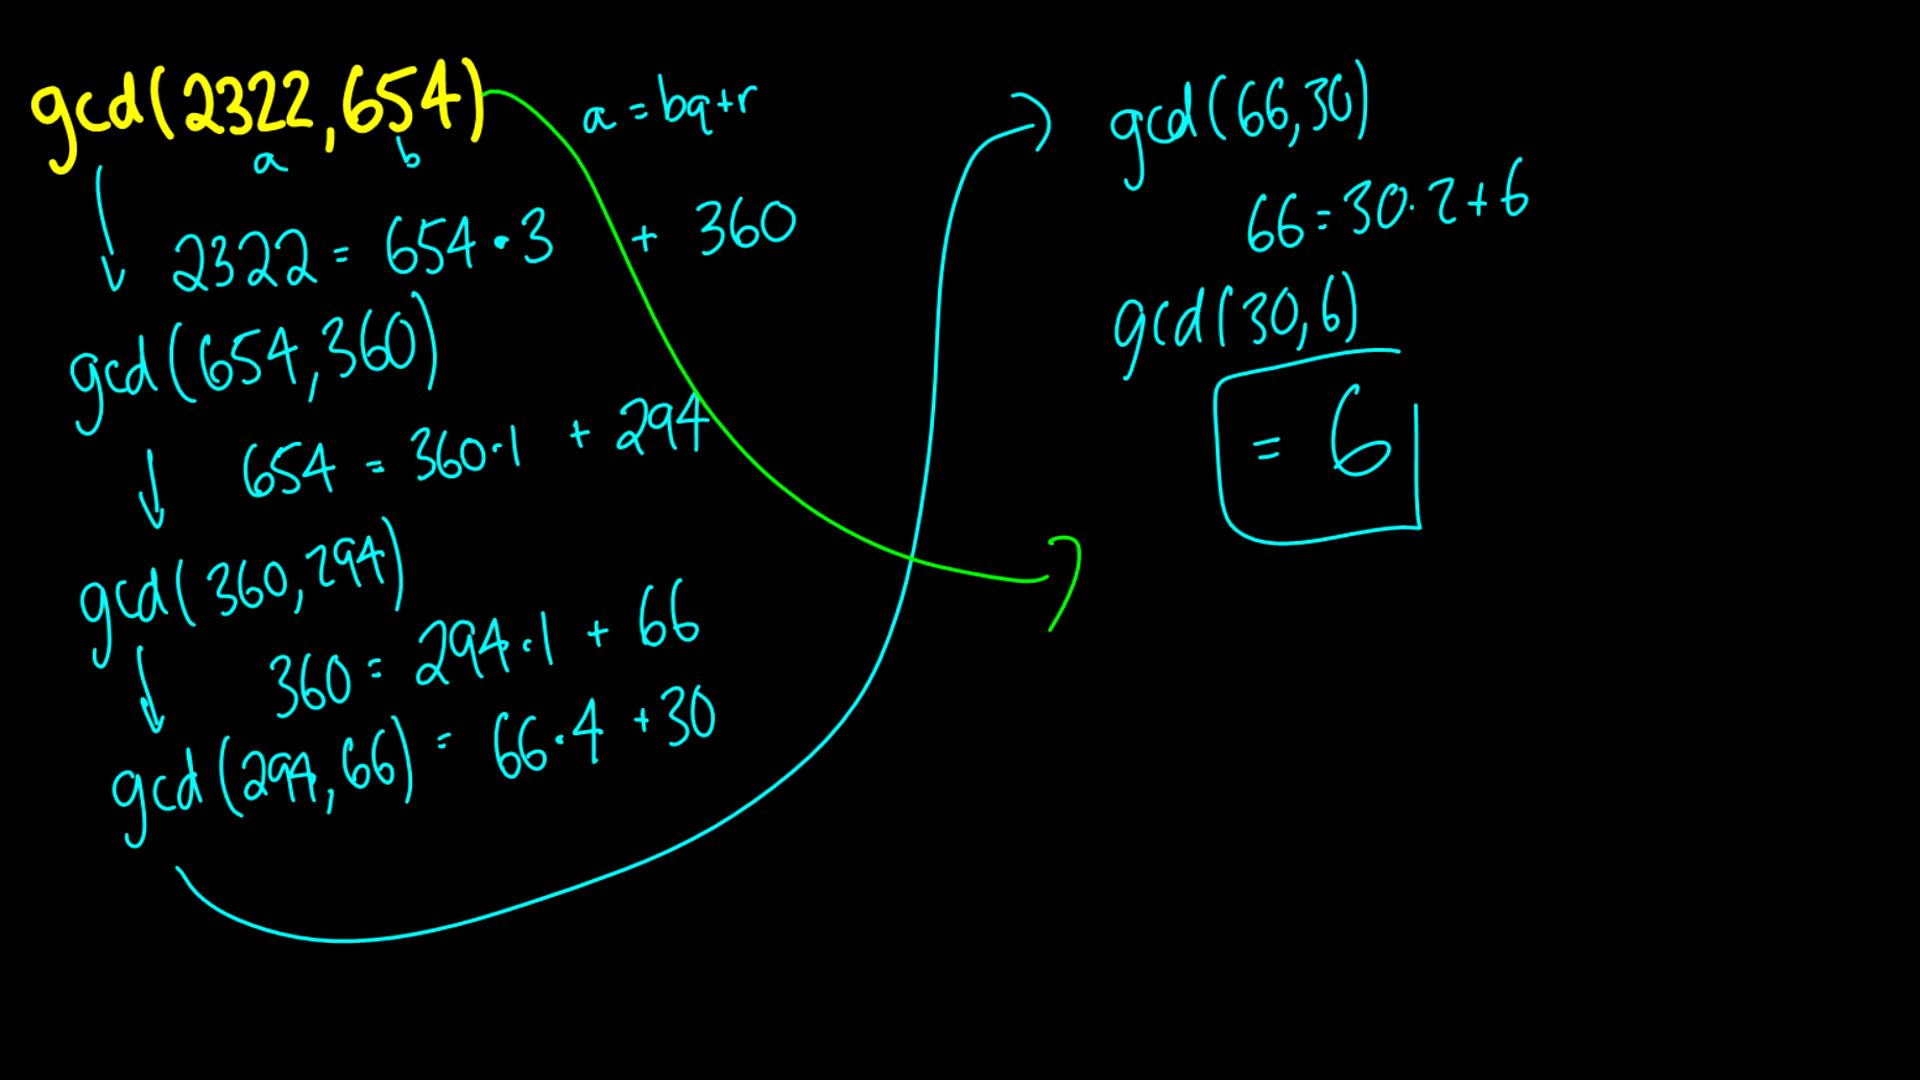 gcd(2322,654)
a = bq+r
a b
2322 = 654·3 + 360
gcd(654,360)
654 = 360·1 + 294
gcd(360,294)
360 = 294·1 + 66
gcd(294,66) = 66·4 +30
gcd(66,30)
66=30·2+6
gcd(30,6)
= 6